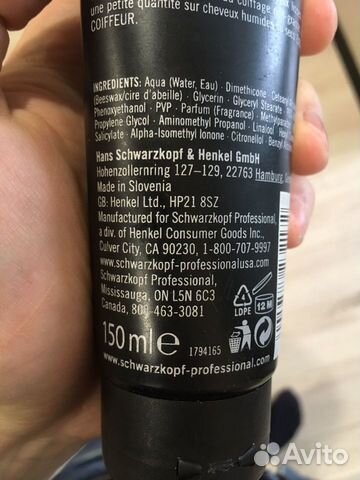 une petite quantité sur cheveux humides
COIFFEUR.
INGREDIENTS: Aqua (Water, Eau) · Dimethicone ·
(Beeswax/cire d'abeille) · Glycerin · Glyceryl Stearate ·
Phenoxyethanol · PVP · Parfum (Fragrance) ·
Propylene Glycol · Aminomethyl Propanol · Linalool
Salicylate · Alpha-Isomethyl Ionone · Citronellol
Hans Schwarzkopf & Henkel GmbH
Hohenzollernring 127–129, 22763 Hamburg,
Made in Slovenia
GB: Henkel Ltd., HP21 8SZ
Manufactured for Schwarzkopf Professional,
a div. of Henkel Consumer Goods Inc.,
Culver City, CA 90230, 1-800-707-9997
www.schwarzkopf-professionalusa.com
Schwarzkopf Professional,
Mississauga, ON L5N 6C3
Canada, 800-463-3081
LDPE
12 M
150 ml e
1794165
www.schwarzkopf-professional.com
Avito